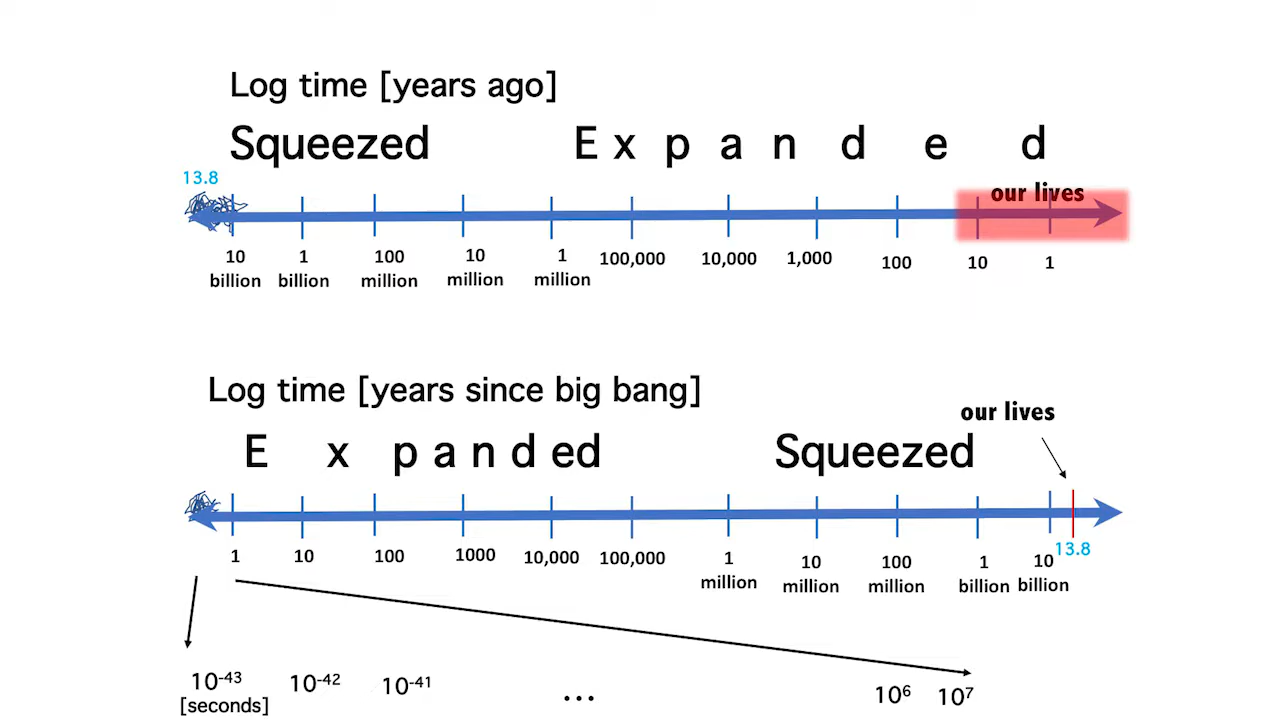 Log time [years ago]
Squeezed E x p a n d e d
13.8
our lives
10 billion 1 billion 100 million 10 million 1 million 100,000 10,000 1,000 100 10 1
Log time [years since big bang]
our lives
E x p a n d ed Squeezed
13.8
1 10 100 1000 10,000 100,000 1 million 10 million 100 million 1 billion 10 billion
10⁻⁴³ 10⁻⁴² 10⁻⁴¹ ... 10⁶ 10⁷
[seconds]